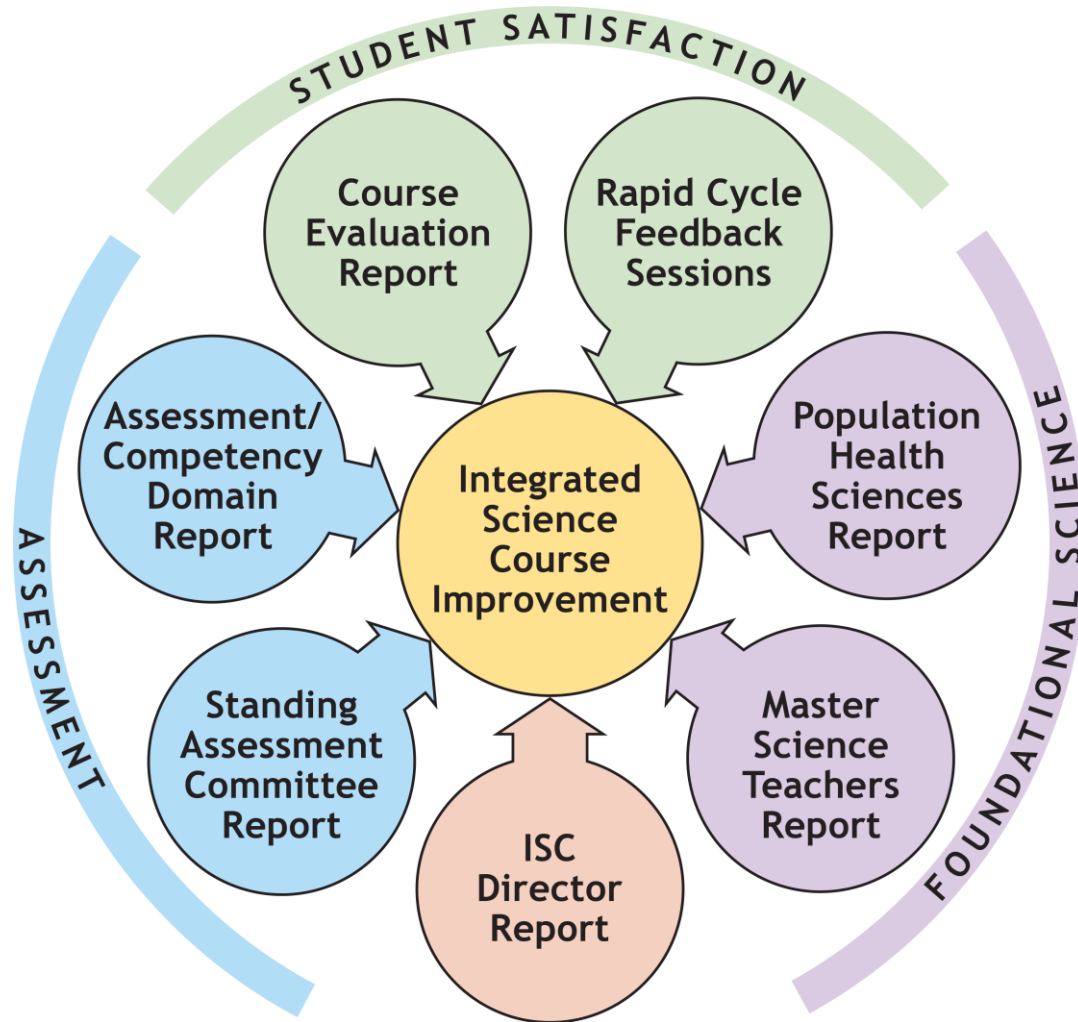 STUDENT SATISFACTION
Course
Evaluation
Report
Rapid Cycle
Feedback
Sessions
Assessment/
Competency
Domain
Report
Integrated
Science
Course
Improvement
Population
Health
Sciences
Report
ASSESSMENT
FOUNDATIONAL SCIENCE
Standing
Assessment
Committee
Report
Master
Science
Teachers
Report
ISC
Director
Report